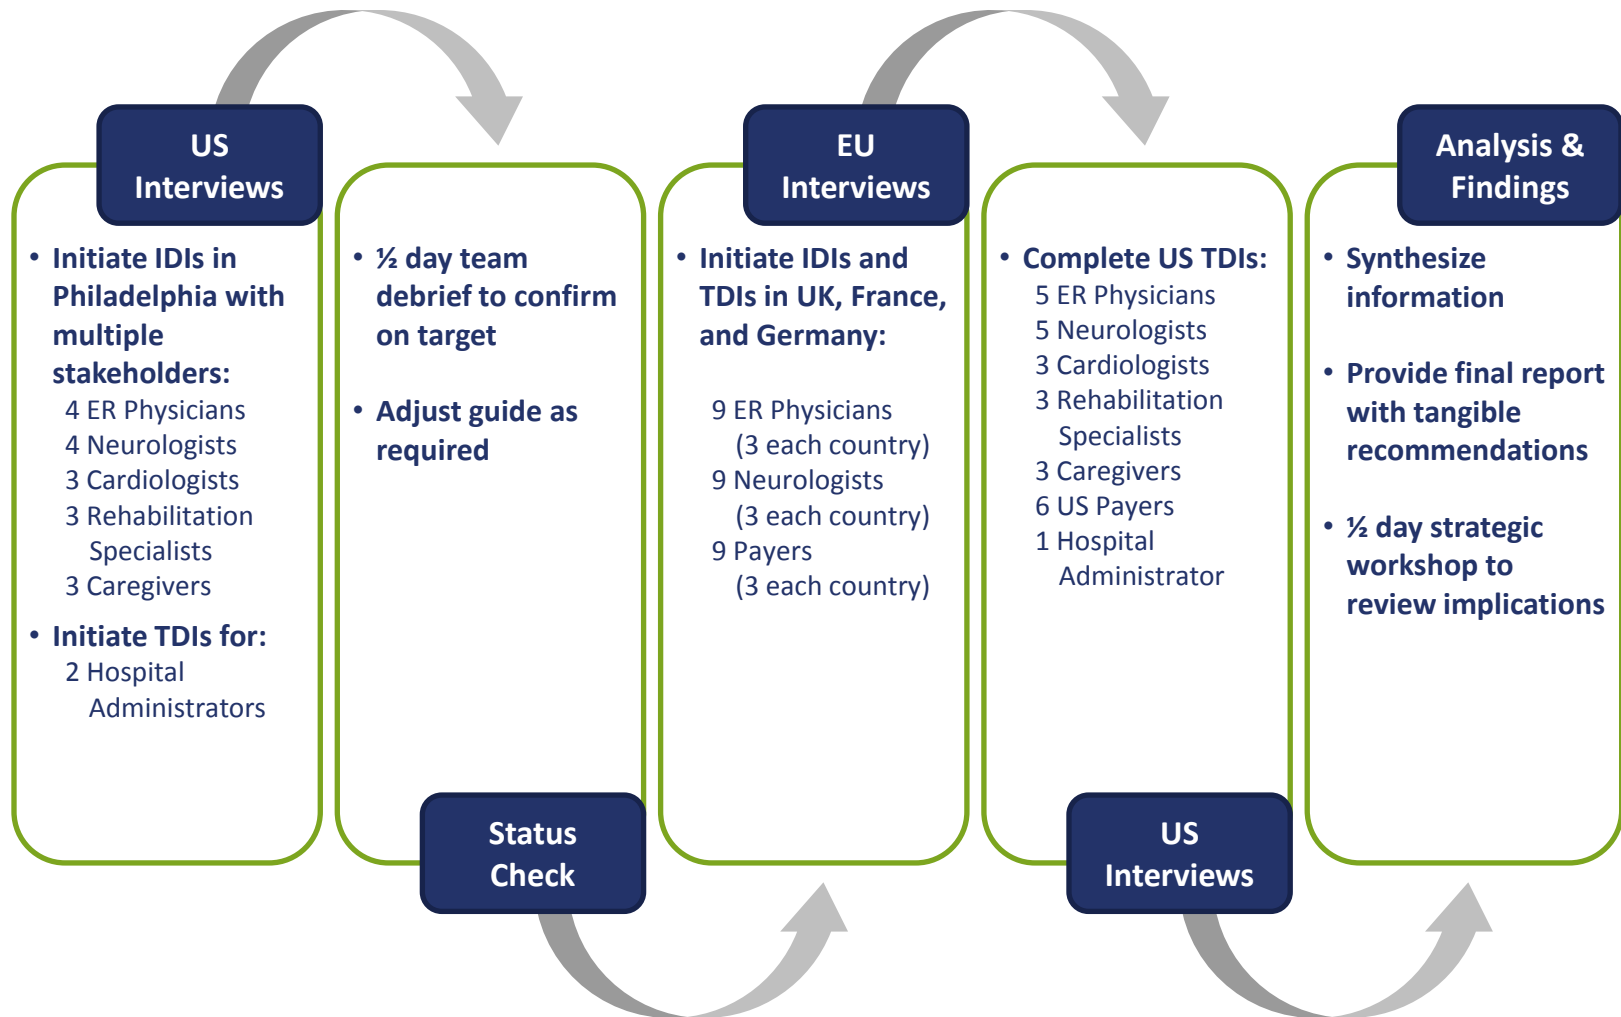 US
Interviews
• Initiate IDIs in
Philadelphia with
multiple
stakeholders:
4 ER Physicians
4 Neurologists
3 Cardiologists
3 Rehabilitation
Specialists
3 Caregivers
• Initiate TDIs for:
2 Hospital
Administrators
• ½ day team
debrief to confirm
on target
• Adjust guide as
required
Status
Check
EU
Interviews
• Initiate IDIs and
TDIs in UK, France,
and Germany:
9 ER Physicians
(3 each country)
9 Neurologists
(3 each country)
9 Payers
(3 each country)
• Complete US TDIs:
5 ER Physicians
5 Neurologists
3 Cardiologists
3 Rehabilitation
Specialists
3 Caregivers
6 US Payers
1 Hospital
Administrator
US
Interviews
Analysis &
Findings
• Synthesize
information
• Provide final report
with tangible
recommendations
• ½ day strategic
workshop to
review implications